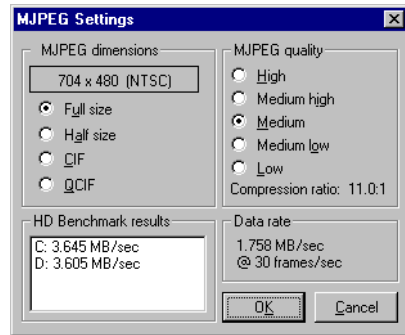 MJPEG Settings
MJPEG dimensions
704 x 480 (NTSC)
Full size
Half size
CIF
QCIF
MJPEG quality
High
Medium high
Medium
Medium low
Low
Compression ratio: 11.0:1
HD Benchmark results
C: 3.645 MB/sec
D: 3.605 MB/sec
Data rate
1.758 MB/sec
@ 30 frames/sec
OK
Cancel